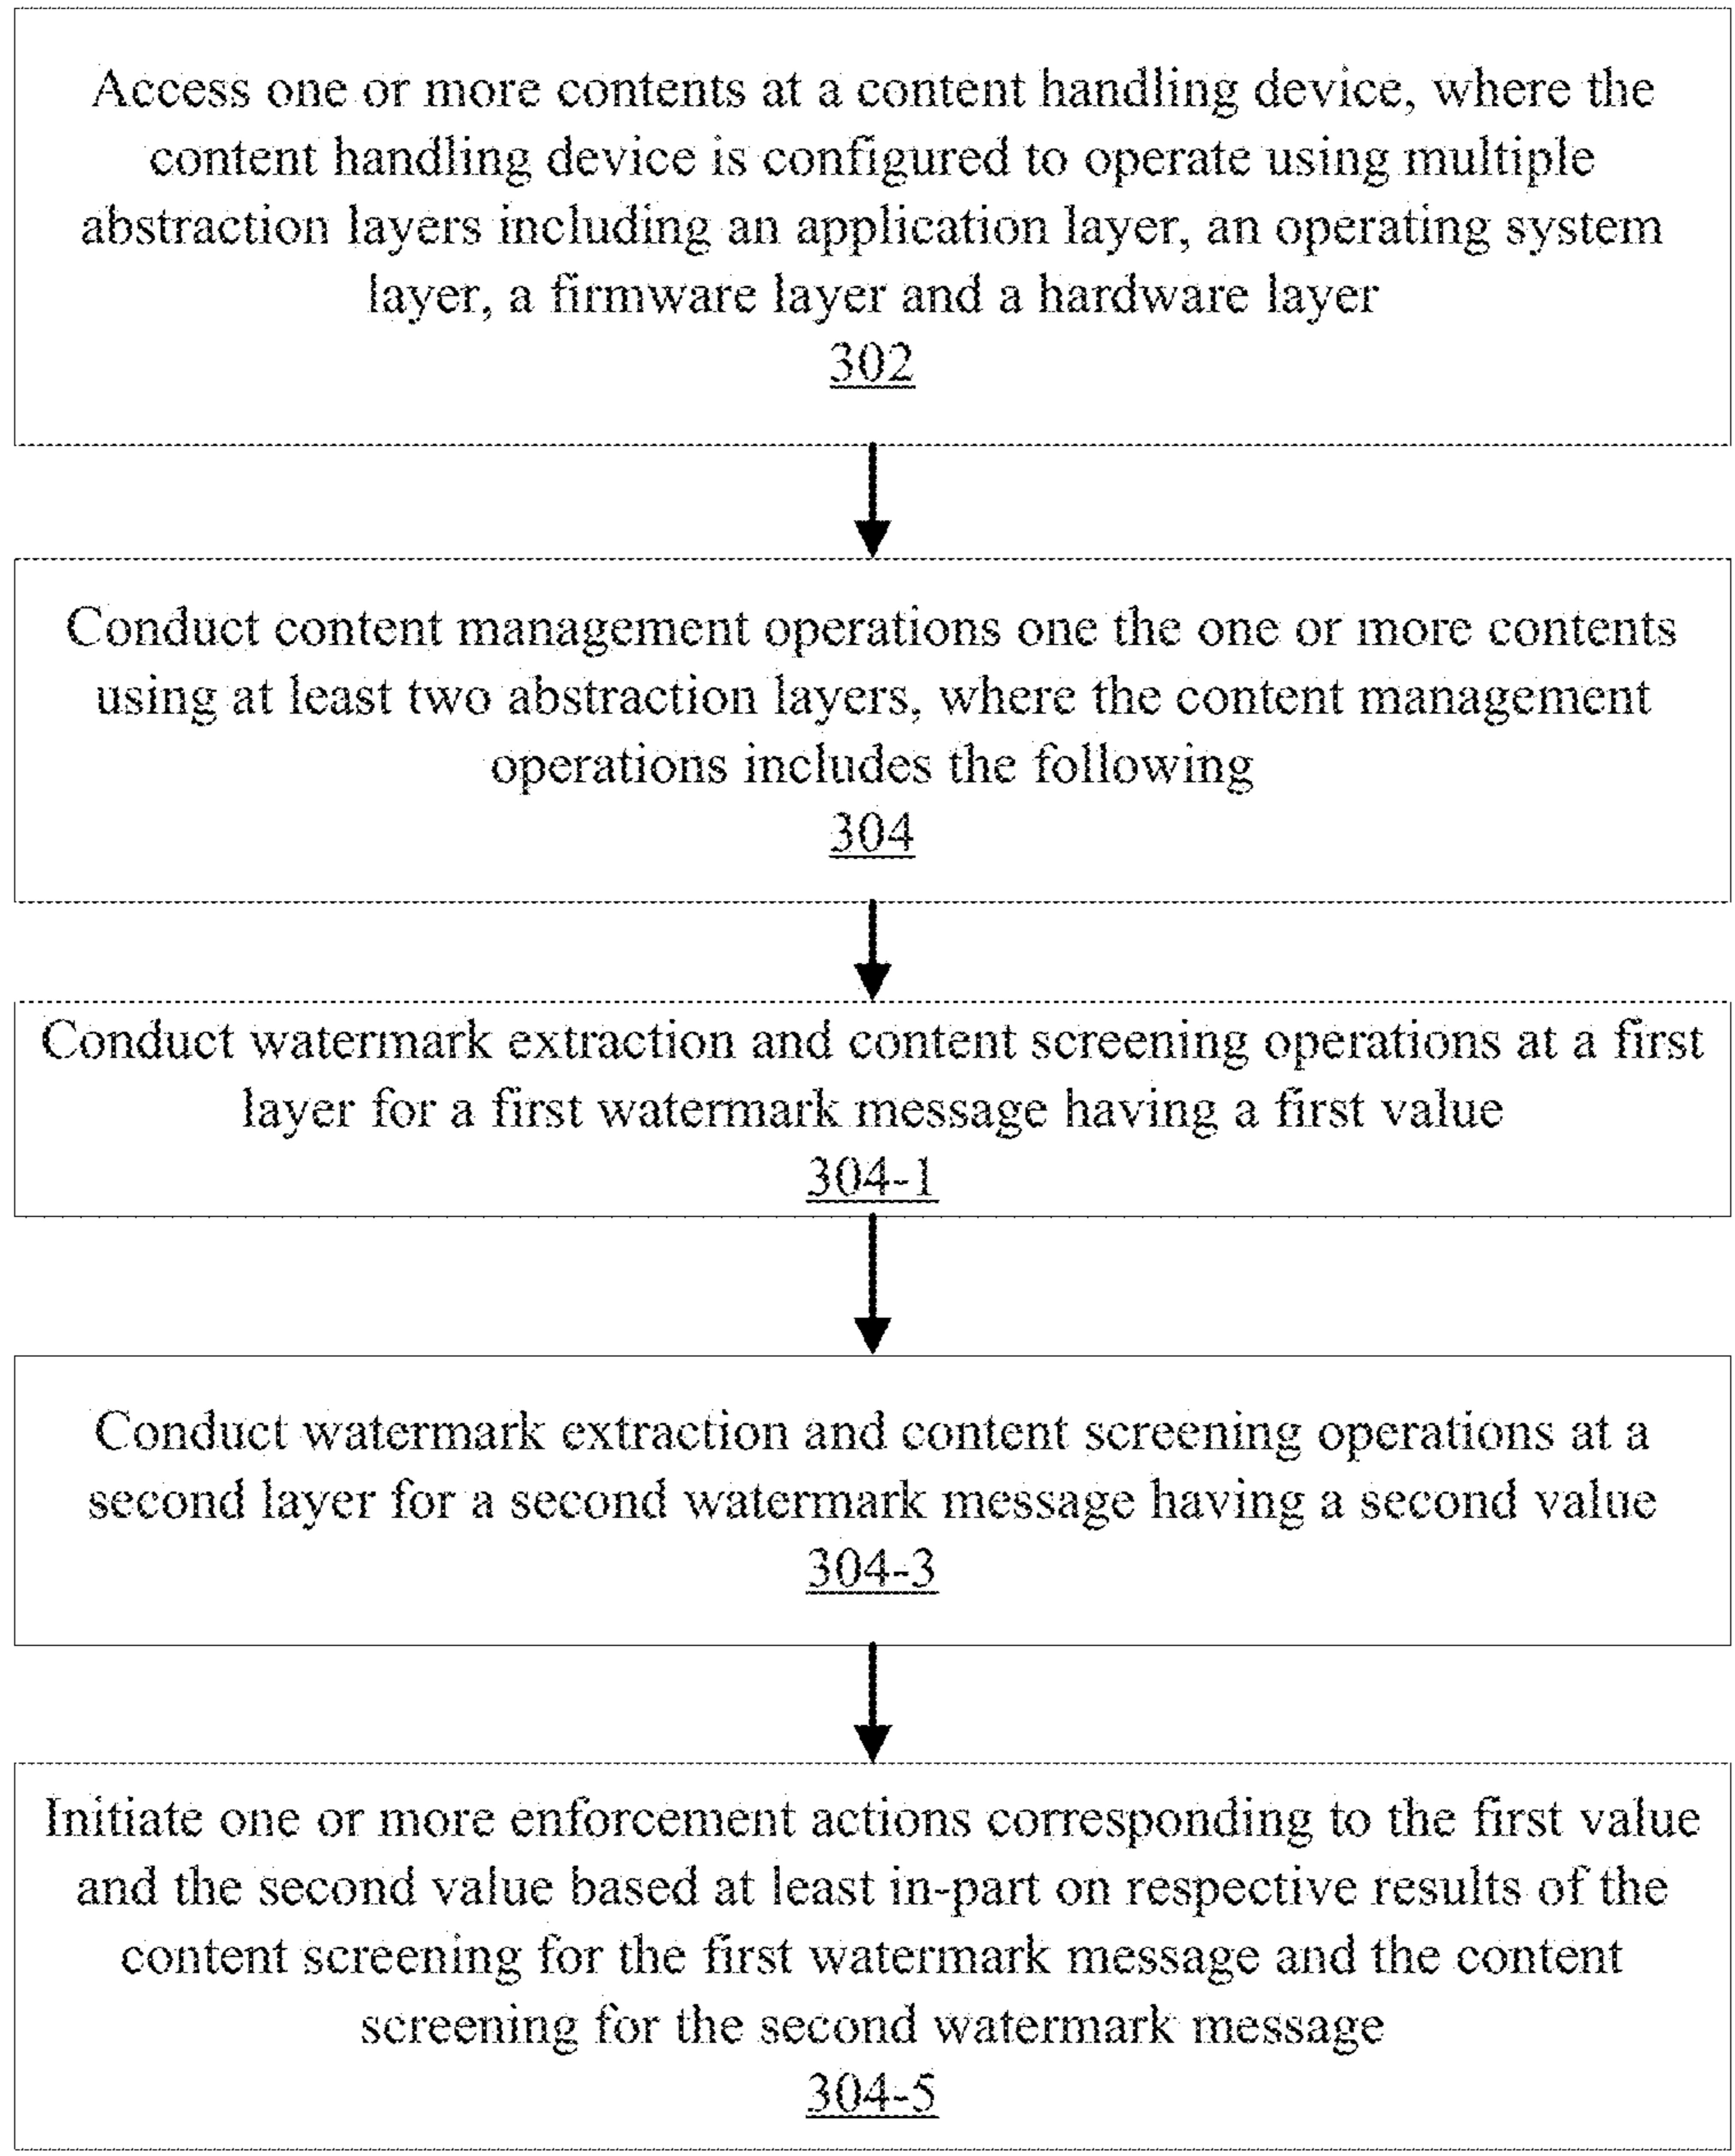 Access one or more contents at a content handling device, where the
content handling device is configured to operate using multiple
abstraction layers including an application layer, an operating system
layer, a firmware layer and a hardware layer
302
Conduct content management operations one the one or more contents
using at least two abstraction layers, where the content management
operations includes the following
304
Conduct watermark extraction and content screening operations at a first
layer for a first watermark message having a first value
304-1
Conduct watermark extraction and content screening operations at a
second layer for a second watermark message having a second value
304-3
Initiate one or more enforcement actions corresponding to the first value
and the second value based at least in-part on respective results of the
content screening for the first watermark message and the content
screening for the second watermark message
304-5